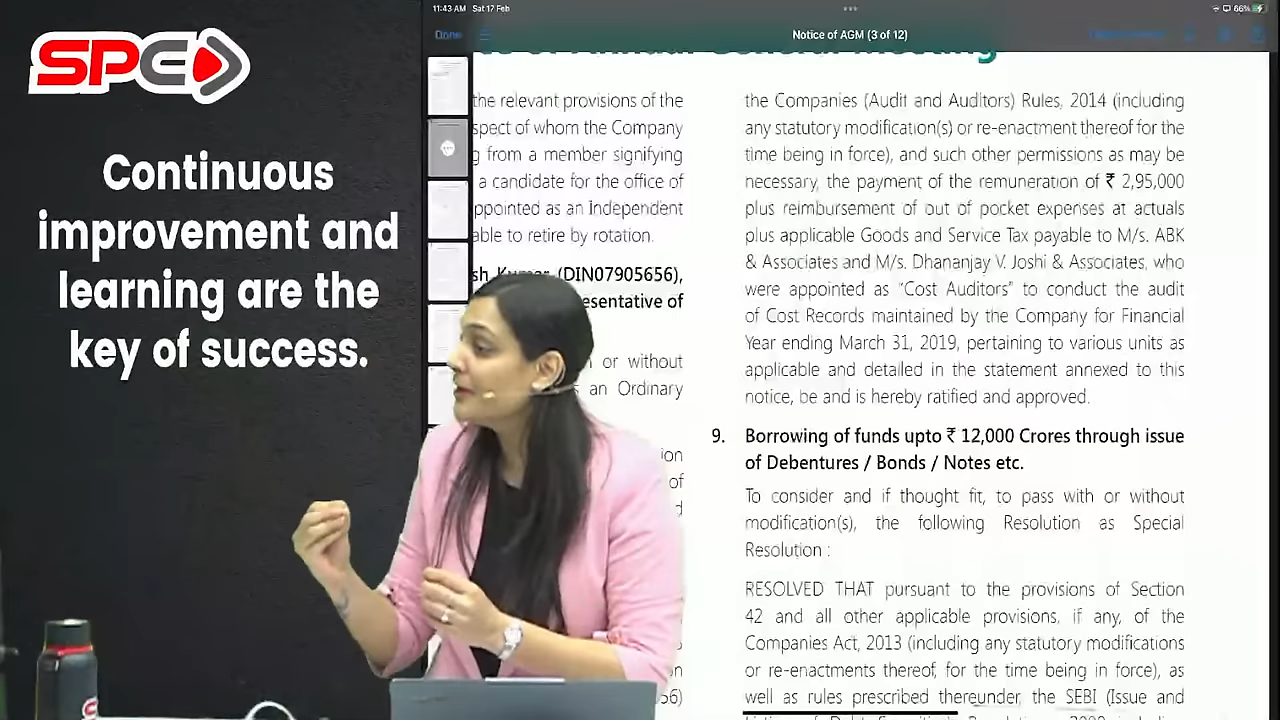 11:43 AM Sat 17 Feb
66%
Done
Notice of AGM (3 of 12)
SPC
Continuous
improvement and
learning are the
key of success.
the relevant provisions of the
spect of whom the Company
g from a member signifying
a candidate for the office of
ppointed as an Independent
able to retire by rotation.
sh Kumar (DIN07905656),
esentative of
or without
an Ordinary
ion
of
the Companies (Audit and Auditors) Rules, 2014 (including
any statutory modification(s) or re-enactment thereof for the
time being in force), and such other permissions as may be
necessary, the payment of the remuneration of ₹
plus reimbursement of out of pocket expenses at actuals
plus applicable Goods and Service Tax payable to M/s. ABK
& Associates and M/s. Dhananjay V. Joshi & Associates, who
were appointed as “Cost Auditors” to conduct the audit
of Cost Records maintained by the Company for Financial
Year ending March 31, 2019, pertaining to various units as
applicable and detailed in the statement annexed to this
notice, be and is hereby ratified and approved.
9. Borrowing of funds upto ₹ 12,000 Crores through issue
of Debentures / Bonds / Notes etc.
To consider and if thought fit, to pass with or without
modification(s), the following Resolution as Special
Resolution :
RESOLVED THAT pursuant to the provisions of Section
42 and all other applicable provisions, if any, of the
Companies Act, 2013 (including any statutory modifications
or re-enactments thereof, for the time being in force), as
well as rules prescribed thereunder the SEBI (Issue and